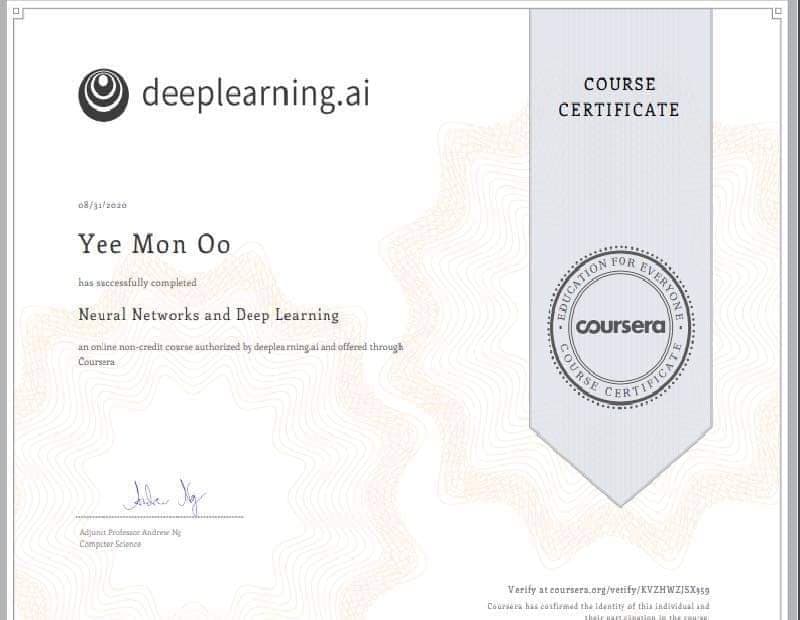 deeplearning.ai
COURSE
CERTIFICATE
08/31/2020
Yee Mon Oo
has successfully completed
Neural Networks and Deep Learning
an online non-credit course authorized by deeplearning.ai and offered through
Coursera
EDUCATION FOR EVERYONE
coursera
COURSE CERTIFICATE
Andrew Ng
Adjunct Professor Andrew Ng
Computer Science
Verify at coursera.org/verify/KVZHWZJSX959
Coursera has confirmed the identity of this individual and
their participation in the course.